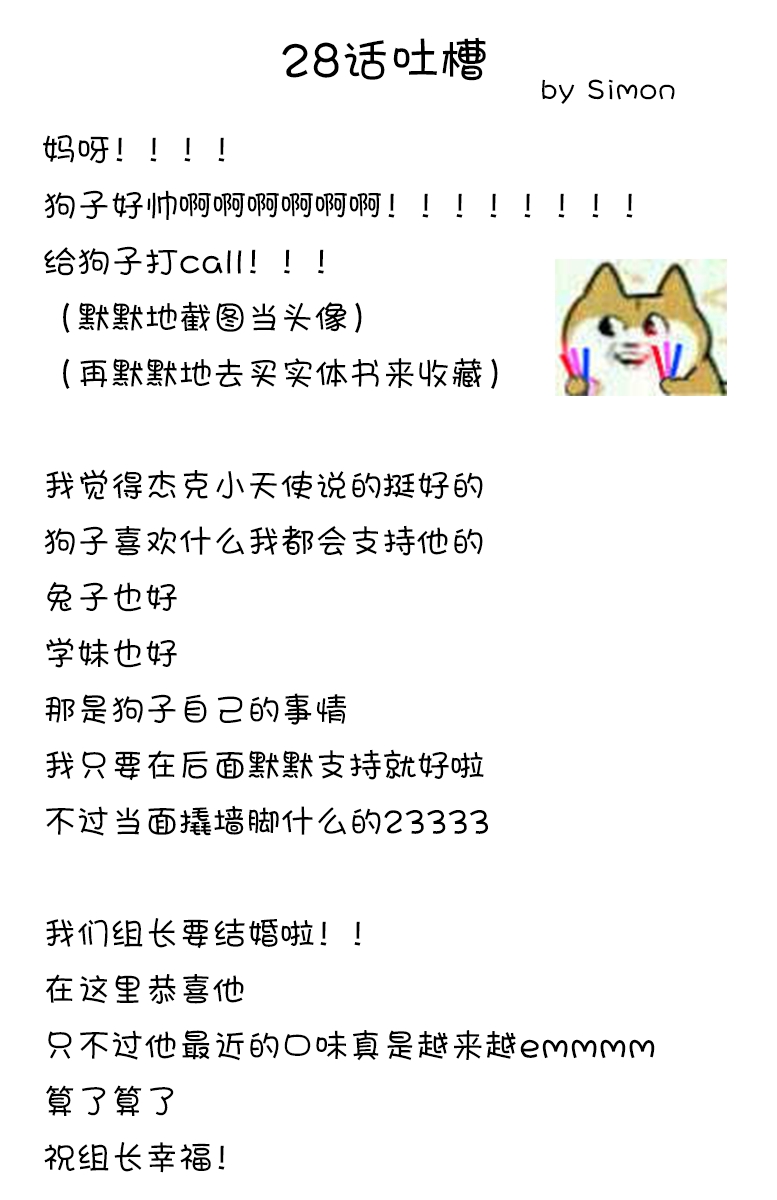 28话吐槽
by Simon
妈呀！！！！
狗子好帅啊啊啊啊啊啊！！！！！！！！
给狗子打call！！！
（默默地截图当头像）
（再默默地去买实体书来收藏）
我觉得杰克小天使说的挺好的
狗子喜欢什么我都会支持他的
兔子也好
学妹也好
那是狗子自己的事情
我只要在后面默默支持就好啦
不过当面撬墙脚什么的23333
我们组长要结婚啦！！
在这里恭喜他
只不过他最近的口味真是越来越emmmm
算了算了
祝组长幸福！